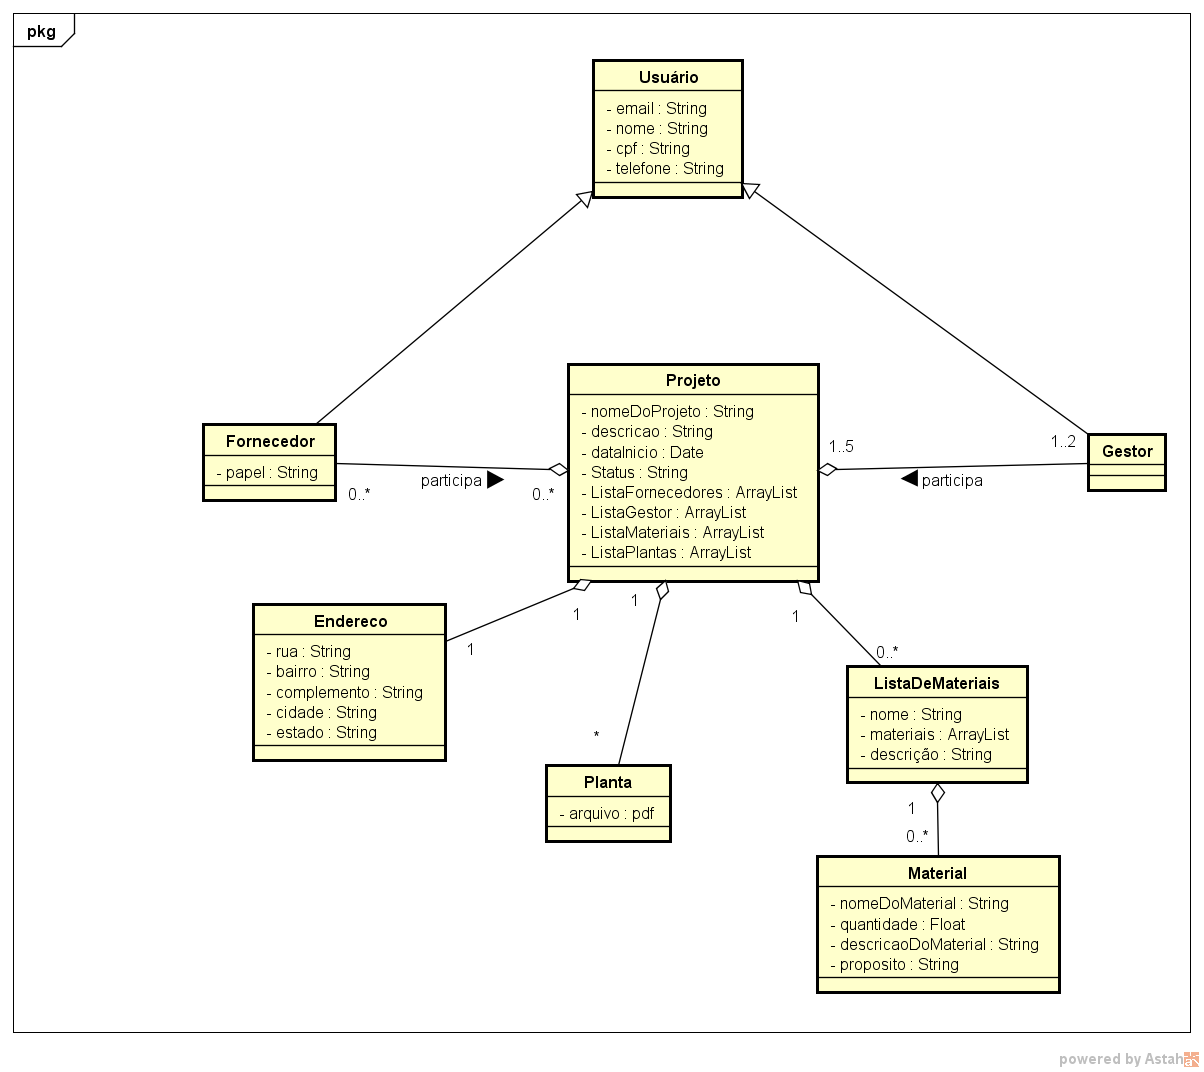 pkg
Usuário
- email : String
- nome : String
- cpf : String
- telefone : String
Projeto
- nomeDoProjeto : String
- descricao : String
- dataInicio : Date
- Status : String
- ListaFornecedores : ArrayList
- ListaGestor : ArrayList
- ListaMateriais : ArrayList
- ListaPlantas : ArrayList
Fornecedor
- papel : String
participa
0..*
0..*
1..5
1..2
participa
Gestor
Endereco
- rua : String
- bairro : String
- complemento : String
- cidade : String
- estado : String
1
1
1
*
1
0..*
Planta
- arquivo : pdf
ListaDeMateriais
- nome : String
- materiais : ArrayList
- descrição : String
1
0..*
Material
- nomeDoMaterial : String
- quantidade : Float
- descricaoDoMaterial : String
- proposito : String
powered by Astah